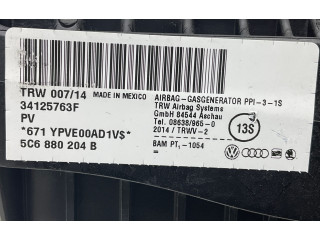 TRW 007/14 MADE IN MEXICO
34125763F
PV
*671 YPVE00AD1V$*
5C6 880 204 B
AIRBAG-GASGENERATOR PPI-3-1S
TRW Airbag Systems
GmbH 84544 Aschau
Tel. 08638/965-0
2014 / TRWV-2
BAM PT₁-1054
=
13S